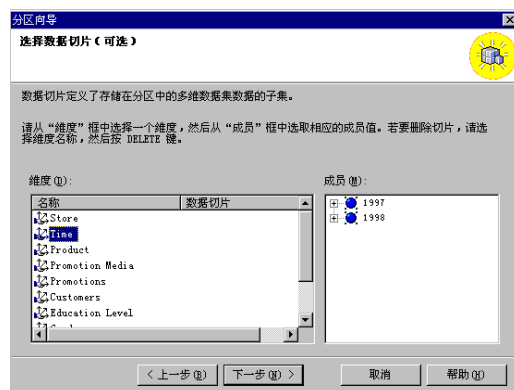 分区向导
选择数据切片(可选)
数据切片定义了存储在分区中的多维数据集数据的子集。
请从“维度”框中选择一个维度,然后从“成员”框中选取相应的成员值。若要删除切片,请选
择维度名称,然后按 DELETE 键。
维度(D):
成员(M):
名称 数据切片
Store
Time
Product
Promotion Media
Promotions
Customers
Education Level
1997
1998
< 上一步(B) 下一步(N) > 取消 帮助(H)